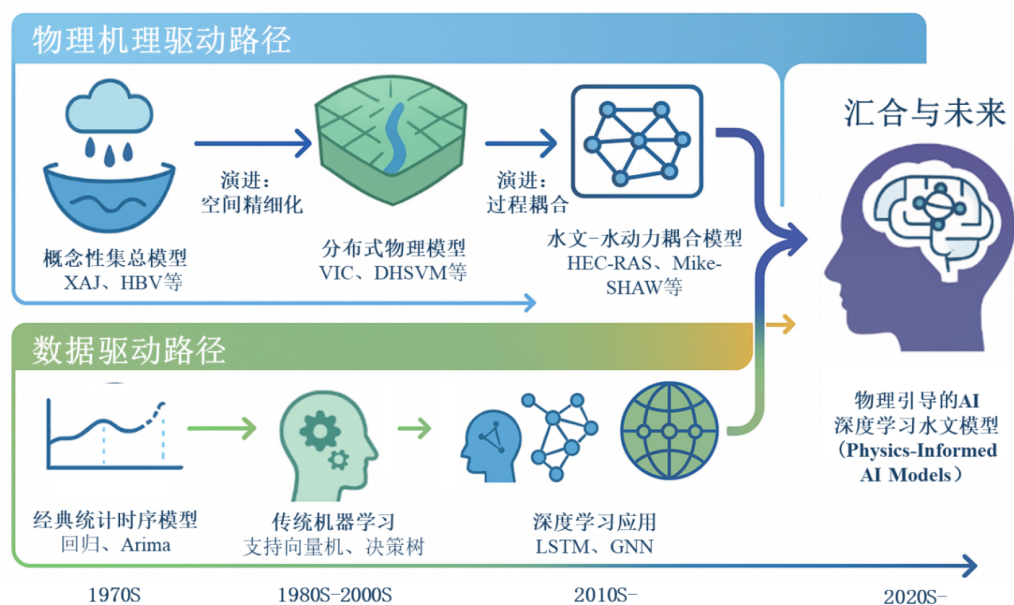 物理机理驱动路径
演进：
空间精细化
演进：
过程耦合
概念性集总模型
XAJ、HBV等
分布式物理模型
VIC、DHSVM等
水文-水动力耦合模型
HEC-RAS、Mike-
SHAW等
汇合与未来
物理引导的AI
深度学习水文模型
（Physics-Informed
AI Models）
数据驱动路径
经典统计时序模型
回归、Arima
传统机器学习
支持向量机、决策树
深度学习应用
LSTM、GNN
1970S
1980S-2000S
2010S-
2020S-